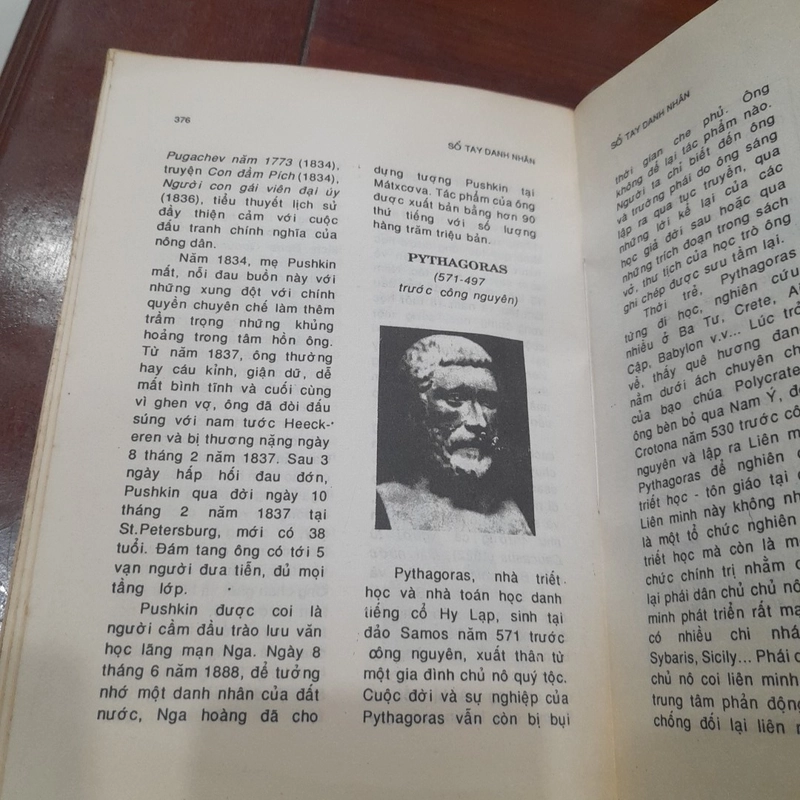 376
SỔ TAY DANH NHÂN
Pugachev năm 1773 (1834),
truyện Con đầm Pích (1834),
Người con gái viên đại úy
(1836), tiểu thuyết lịch sử
đầy thiện cảm với cuộc
đấu tranh chính nghĩa của
nông dân.
Năm 1834, mẹ Pushkin
mất, nỗi đau buồn này với
những xung đột với chính
quyền chuyên chế làm thêm
trầm trọng những khủng
hoảng trong tâm hồn ông.
Từ năm 1837, ông thường
hay cáu kỉnh, giận dữ, dễ
mất bình tĩnh và cuối cùng
vì ghen vợ, ông đã đòi đấu
súng với nam tước Heeck-
eren và bị thương nặng ngày
8 tháng 2 năm 1837. Sau 3
ngày hấp hối đau đớn,
Pushkin qua đời ngày 10
tháng 2 năm 1837 tại
St.Petersburg, mới có 38
tuổi. Đám tang ông có tới 5
vạn người đưa tiễn, đủ mọi
tầng lớp.
Pushkin được coi là
người cầm đầu trào lưu văn
học lãng mạn Nga. Ngày 8
tháng 6 năm 1888, để tưởng
nhớ một danh nhân của đất
nước, Nga hoàng đã cho
dựng tượng Pushkin tại
Mátxcơva. Tác phẩm của ông
được xuất bản bằng hơn 90
thứ tiếng với số lượng
hàng trăm triệu bản.
PYTHAGORAS
(571-497
trước công nguyên)
Pythagoras, nhà triết
học và nhà toán học danh
tiếng cổ Hy Lạp, sinh tại
đảo Samos năm 571 trước
công nguyên, xuất thân từ
một gia đình chủ nô quý tộc.
Cuộc đời và sự nghiệp của
Pythagoras vẫn còn bị bụi
SỔ TAY DANH NHÂN
thời gian che phủ. Ông
không để lại tác phẩm nào.
Người ta chỉ biết đến ông
và trường phái do ông sáng
lập ra qua tục truyền, qua
những lời kể lại của các
học giả đời sau hoặc qua
những trích đoạn trong sách
vở, thư tịch của học trò ông
ghi chép được sưu tầm lại.
Thời trẻ, Pythagoras
từng đi học, nghiên cứu
nhiều ở Ba Tư, Crete, Ai
Cập, Babylon v.v... Lúc trở
về, thấy quê hương đang
nằm dưới ách chuyên
của bạo chúa Polycrate
ông bèn bỏ qua Nam Ý,
Crotona năm 530 trước
nguyên và lập ra Liên
Pythagoras để nghiên
triết học - tôn giáo tại
Liên minh này không
là một tổ chức nghiên
triết học mà còn là
chức chính trị nhằm
lại phái dân chủ chủ nô
minh phát triển rất
có nhiều chi
Sybaris, Sicily... Phái
chủ nô coi liên minh
trung tâm phản động
chống đối lại liên